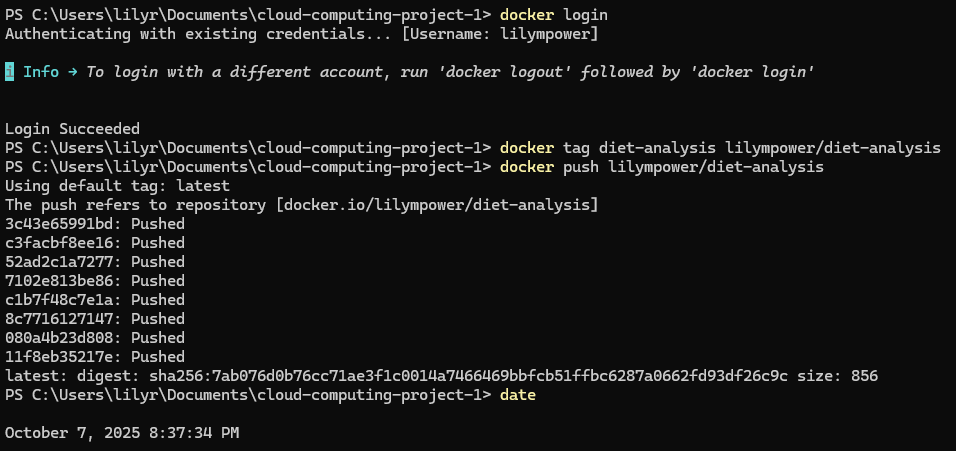 PS C:\Users\lilyr\Documents\cloud-computing-project-1> docker login
Authenticating with existing credentials... [Username: lilympower]
i Info → To login with a different account, run 'docker logout' followed by 'docker login'
Login Succeeded
PS C:\Users\lilyr\Documents\cloud-computing-project-1> docker tag diet-analysis lilympower/diet-analysis
PS C:\Users\lilyr\Documents\cloud-computing-project-1> docker push lilympower/diet-analysis
Using default tag: latest
The push refers to repository [docker.io/lilympower/diet-analysis]
3c43e65991bd: Pushed
c3facbf8ee16: Pushed
52ad2c1a7277: Pushed
7102e813be86: Pushed
c1b7f48c7e1a: Pushed
8c7716127147: Pushed
080a4b23d808: Pushed
11f8eb35217e: Pushed
latest: digest: sha256:7ab076d0b76cc71ae3f1c0014a7466469bbfcb51ffbc6287a0662fd93df26c9c size: 856
PS C:\Users\lilyr\Documents\cloud-computing-project-1> date
October 7, 2025 8:37:34 PM